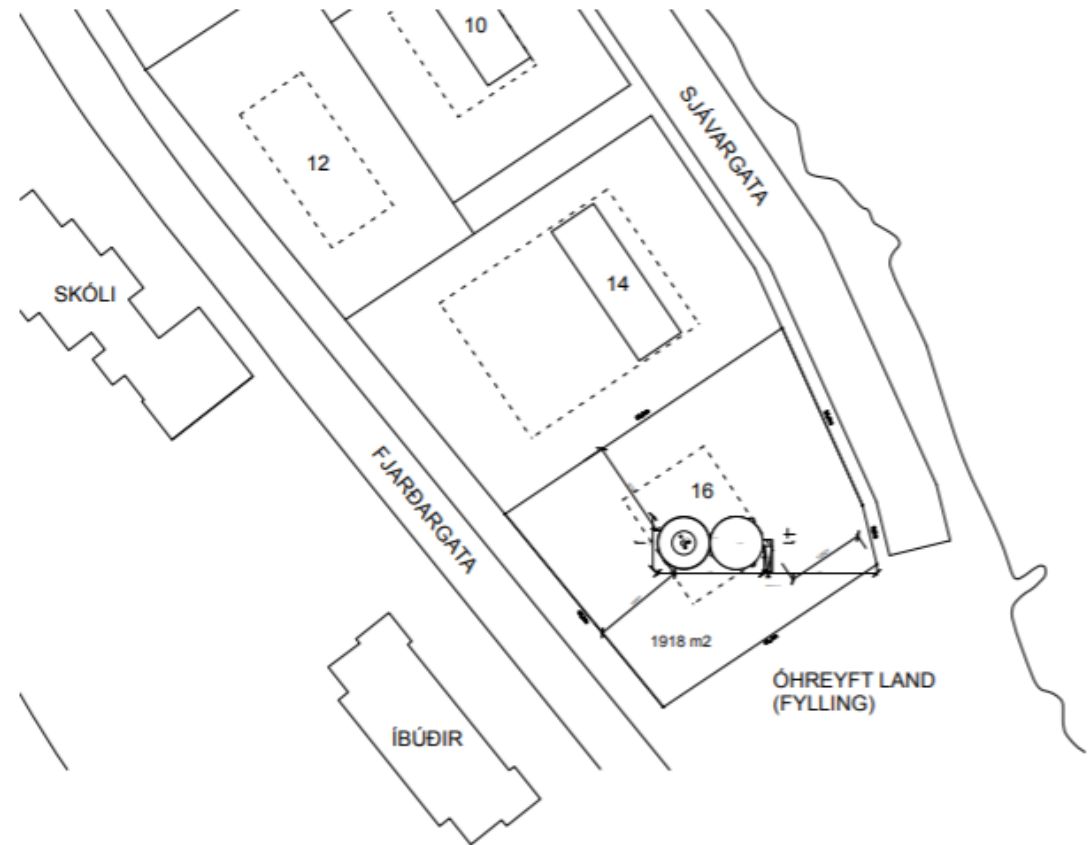 10
SJÁVARGATA
12
14
SKÓLI
FJARÐARGATA
16
1918 m2
ÓHREYFT LAND
(FYLLING)
ÍBÚÐIR